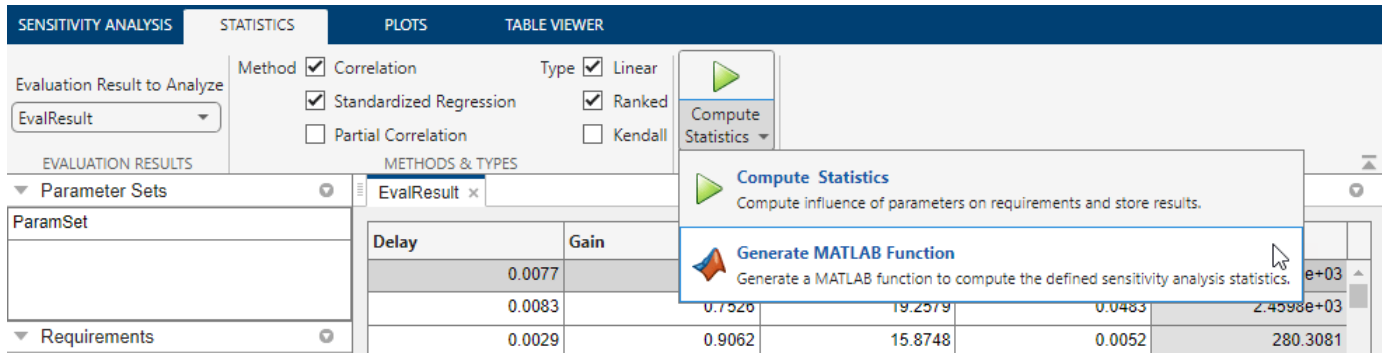 SENSITIVITY ANALYSIS STATISTICS PLOTS TABLE VIEWER
Evaluation Result to Analyze
EvalResult
EVALUATION RESULTS
Method Correlation Type Linear
Standardized Regression Ranked
Partial Correlation Kendall
METHODS & TYPES
Compute
Statistics
Compute Statistics
Compute influence of parameters on requirements and store results.
Generate MATLAB Function
Generate a MATLAB function to compute the defined sensitivity analysis statistics.
Parameter Sets
ParamSet
Requirements
EvalResult ×
Delay Gain
0.0077 e+03
0.0083 0.7526 19.2579 0.0483 2.4598e+03
0.0029 0.9062 15.8748 0.0052 280.3081